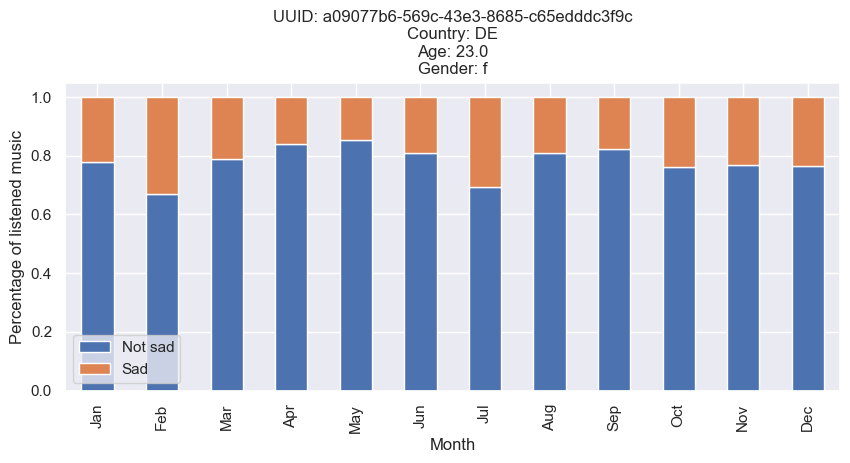 UUID: a09077b6-569c-43e3-8685-c65edddc3f9c
Country: DE
Age: 23.0
Gender: f
Percentage of listened music
1.0
0.8
0.6
0.4
0.2
0.0
Not sad
Sad
Jan
Feb
Mar
Apr
May
Jun
Jul
Aug
Sep
Oct
Nov
Dec
Month